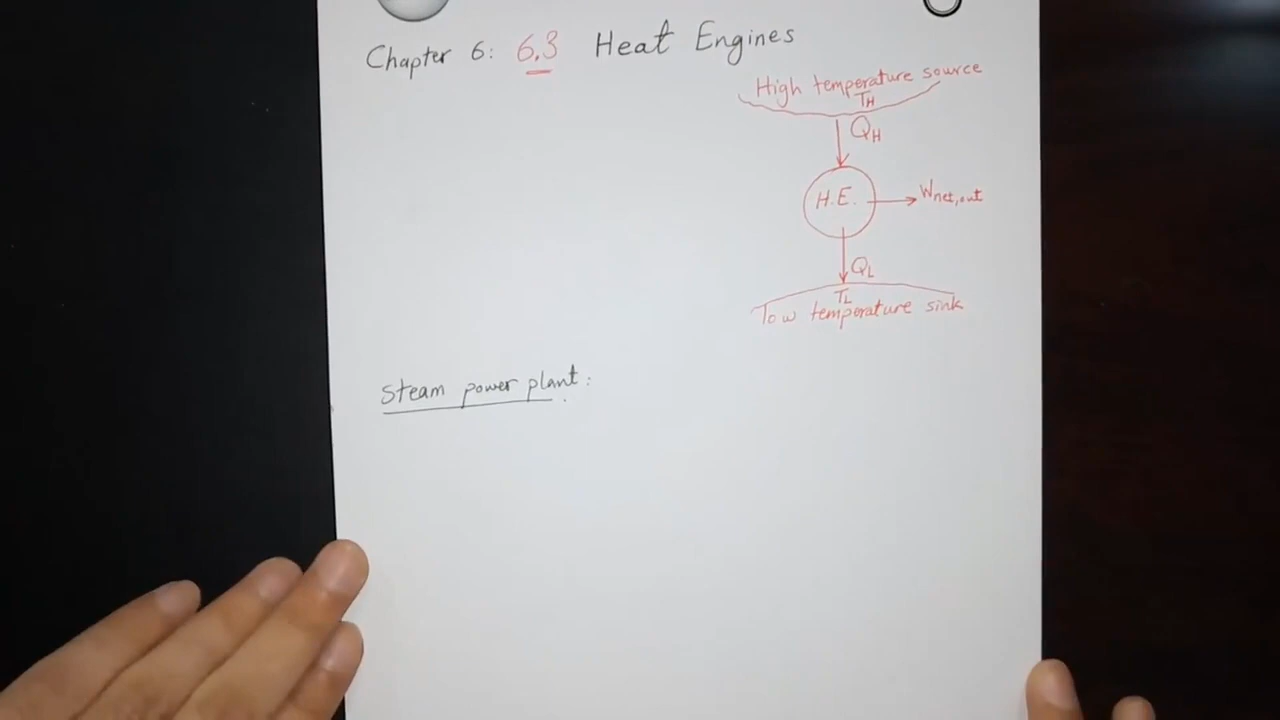 Chapter 6: 6.3 Heat Engines
High temperature source
TH
QH
H.E.
Wnet,out
QL
TL
Tow temperature sink
Steam power plant: